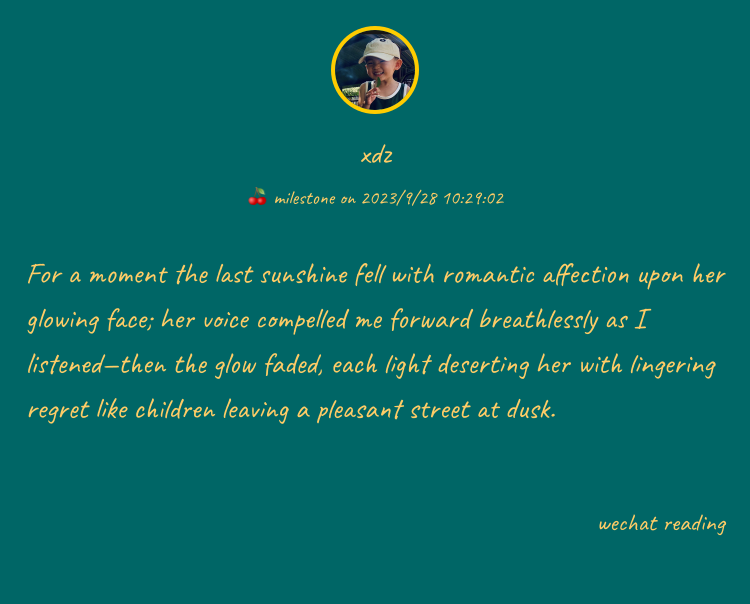 xdz
🍒 milestone on 2023/9/28 10:29:02
For a moment the last sunshine fell with romantic affection upon her
glowing face; her voice compelled me forward breathlessly as I
listened—then the glow faded, each light deserting her with lingering
regret like children leaving a pleasant street at dusk.
wechat reading